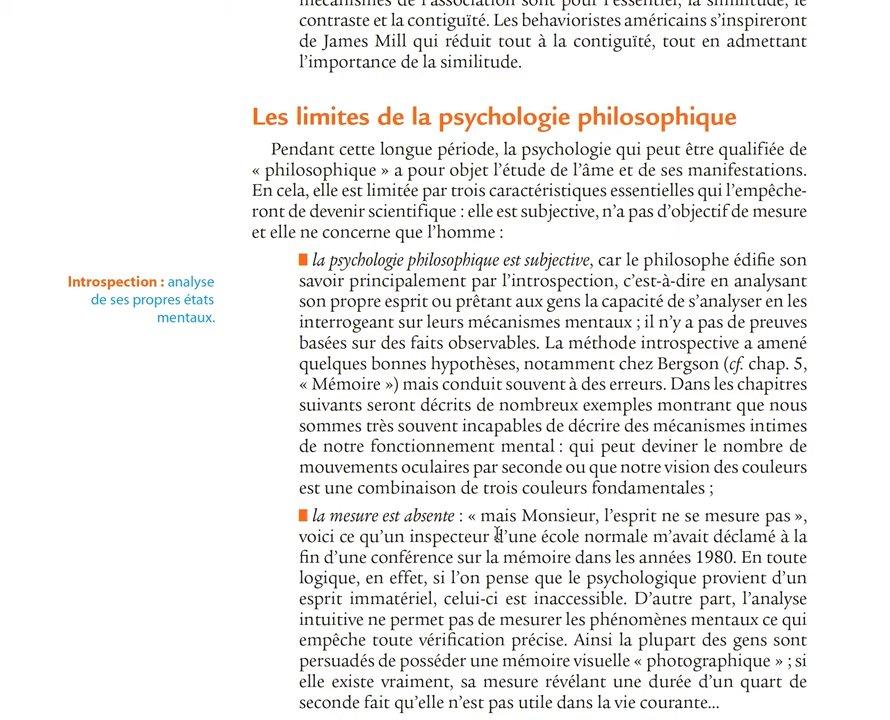 mécanismes de l'association sont pour l'essentiel, la similitude, le
contraste et la contiguïté. Les behavioristes américains s'inspireront
de James Mill qui réduit tout à la contiguïté, tout en admettant
l'importance de la similitude.
Les limites de la psychologie philosophique
Pendant cette longue période, la psychologie qui peut être qualifiée de
« philosophique » a pour objet l'étude de l'âme et de ses manifestations.
En cela, elle est limitée par trois caractéristiques essentielles qui l'empêche-
ront de devenir scientifique : elle est subjective, n'a pas d'objectif de mesure
et elle ne concerne que l'homme :
la psychologie philosophique est subjective, car le philosophe édifie son
savoir principalement par l'introspection, c'est-à-dire en analysant
son propre esprit ou prêtant aux gens la capacité de s'analyser en les
interrogeant sur leurs mécanismes mentaux ; il n'y a pas de preuves
basées sur des faits observables. La méthode introspective a amené
quelques bonnes hypothèses, notamment chez Bergson (cf. chap. 5,
« Mémoire ») mais conduit souvent à des erreurs. Dans les chapitres
suivants seront décrits de nombreux exemples montrant que nous
sommes très souvent incapables de décrire des mécanismes intimes
de notre fonctionnement mental : qui peut deviner le nombre de
mouvements oculaires par seconde ou que notre vision des couleurs
est une combinaison de trois couleurs fondamentales ;
Introspection : analyse
de ses propres états
mentaux.
la mesure est absente : « mais Monsieur, l'esprit ne se mesure pas »,
voici ce qu'un inspecteur d'une école normale m'avait déclamé à la
fin d'une conférence sur la mémoire dans les années 1980. En toute
logique, en effet, si l'on pense que le psychologique provient d'un
esprit immatériel, celui-ci est inaccessible. D'autre part, l'analyse
intuitive ne permet pas de mesurer les phénomènes mentaux ce qui
empêche toute vérification précise. Ainsi la plupart des gens sont
persuadés de posséder une mémoire visuelle « photographique » ; si
elle existe vraiment, sa mesure révélant une durée d'un quart de
seconde fait qu'elle n'est pas utile dans la vie courante...